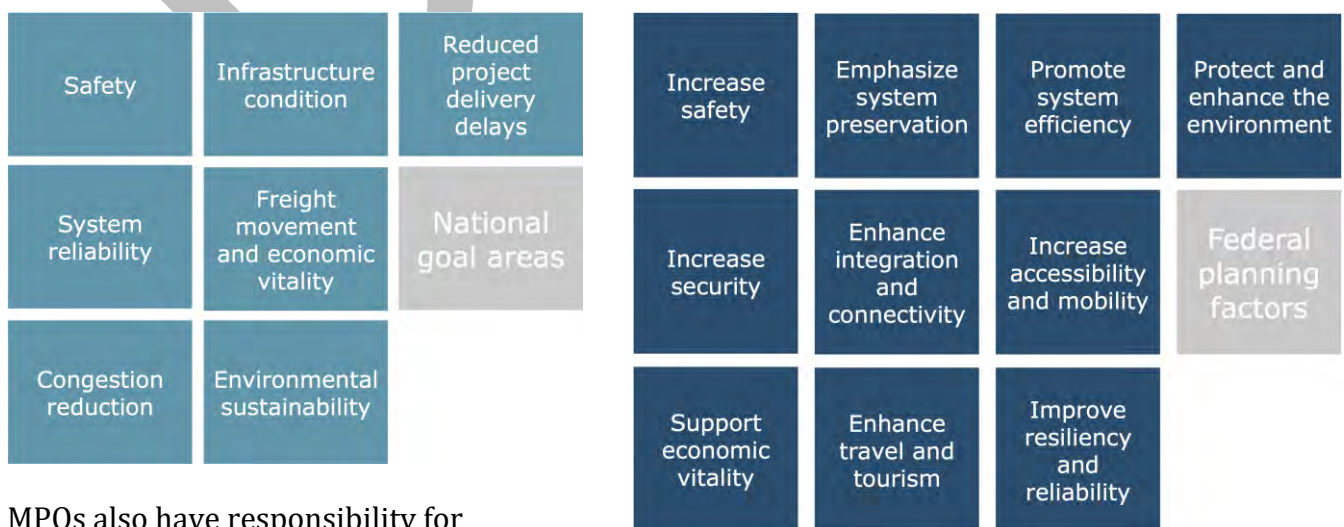 Safety
Infrastructure
condition
Reduced
project
delivery
delays
System
reliability
Freight
movement
and economic
vitality
National
goal areas
Congestion
reduction
Environmental
sustainability
MPOs also have responsibility for
Increase
safety
Emphasize
system
preservation
Promote
system
efficiency
Protect and
enhance the
environment
Increase
security
Enhance
integration
and
connectivity
Increase
accessibility
and mobility
Federal
planning
factors
Support
economic
vitality
Enhance
travel and
tourism
Improve
resiliency
and
reliability